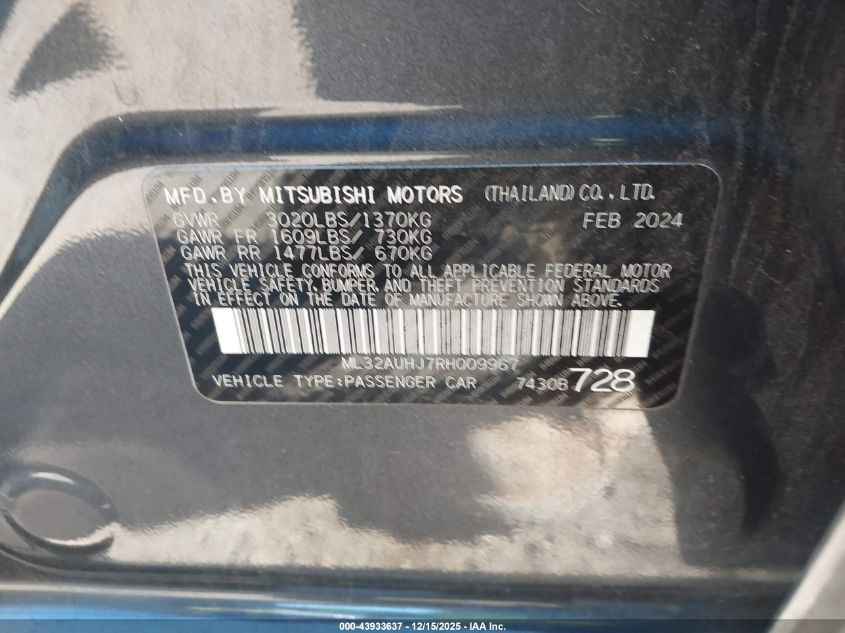 MFD. BY MITSUBISHI MOTORS (THAILAND) CO., LTD.
GVWR 3020LBS/1370KG FEB 2024
GAWR FR 1609LBS/ 730KG
GAWR RR 1477LBS/ 670KG
THIS VEHICLE CONFORMS TO ALL APPLICABLE FEDERAL MOTOR
VEHICLE SAFETY, BUMPER, AND THEFT PREVENTION STANDARDS
IN EFFECT ON THE DATE OF MANUFACTURE SHOWN ABOVE.
ML32AUHJ7RH009967
VEHICLE TYPE:PASSENGER CAR 7430B 728
000-43933637 - 12/15/2025 - IAA Inc.